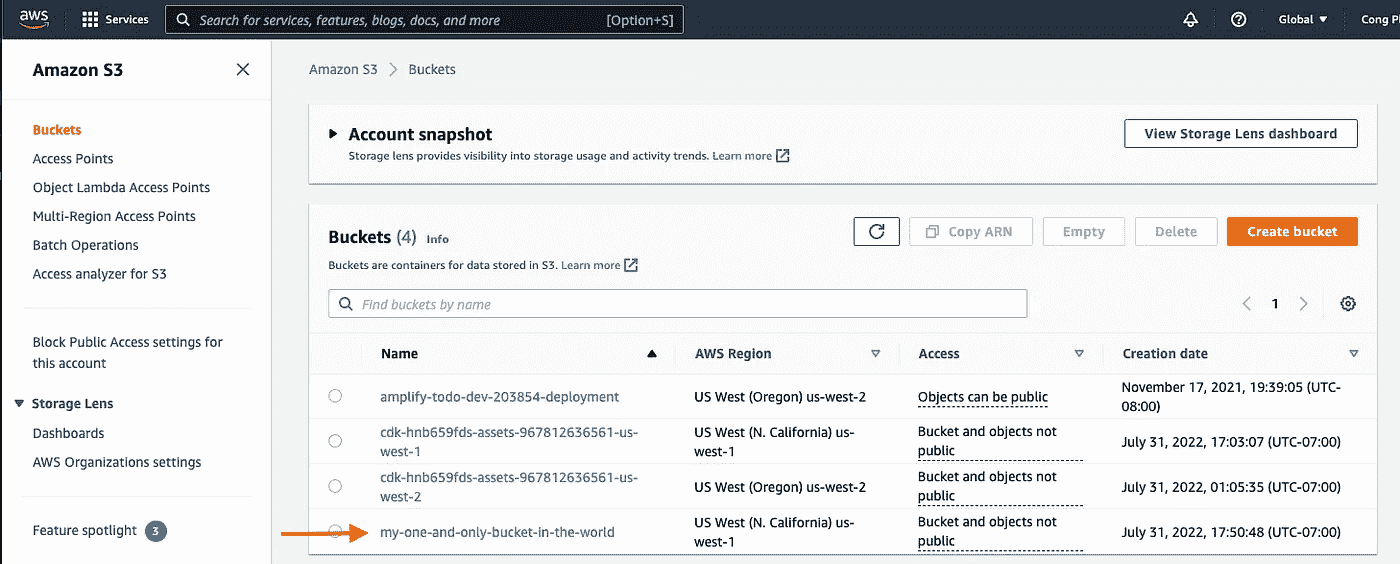 aws Services Search for services, features, blogs, docs, and more [Option+S] Global Cong
Amazon S3
Buckets
Access Points
Object Lambda Access Points
Multi-Region Access Points
Batch Operations
Access analyzer for S3
Block Public Access settings for
this account
Storage Lens
Dashboards
AWS Organizations settings
Feature spotlight 3
Amazon S3 Buckets
Account snapshot
Storage lens provides visibility into storage usage and activity trends. Learn more
View Storage Lens dashboard
Buckets (4) Info
Copy ARN Empty Delete Create bucket
Buckets are containers for data stored in S3. Learn more
Find buckets by name
1
Name AWS Region Access Creation date
amplify-todo-dev-203854-deployment US West (Oregon) us-west-2 Objects can be public November 17, 2021, 19:39:05 (UTC-
08:00)
cdk-hnb659fds-assets-967812636561-us- US West (N. California) us- Bucket and objects not July 31, 2022, 17:03:07 (UTC-07:00)
west-1 west-1 public
cdk-hnb659fds-assets-967812636561-us- US West (Oregon) us-west-2 Bucket and objects not July 31, 2022, 01:05:35 (UTC-07:00)
west-2 public
my-one-and-only-bucket-in-the-world US West (N. California) us- Bucket and objects not July 31, 2022, 17:50:48 (UTC-07:00)
west-1 public